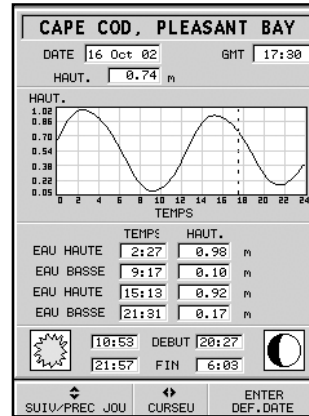 CAPE COD, PLEASANT BAY
DATE 16 Oct 02 GMT 17:30
HAUT. 0.74 m
HAUT.
1.02
0.86
0.70
0.54
0.38
0.22
0.05
0 2 4 6 8 10 12 14 16 18 20 22 24
TEMPS
TEMPS HAUT.
EAU HAUTE 2:27 0.98 m
EAU BASSE 9:17 0.10 m
EAU HAUTE 15:13 0.92 m
EAU BASSE 21:31 0.17 m
10:53 DEBUT 20:27
21:57 FIN 6:03
SUIV/PREC JOU CURSEU ENTER
DEF.DATE